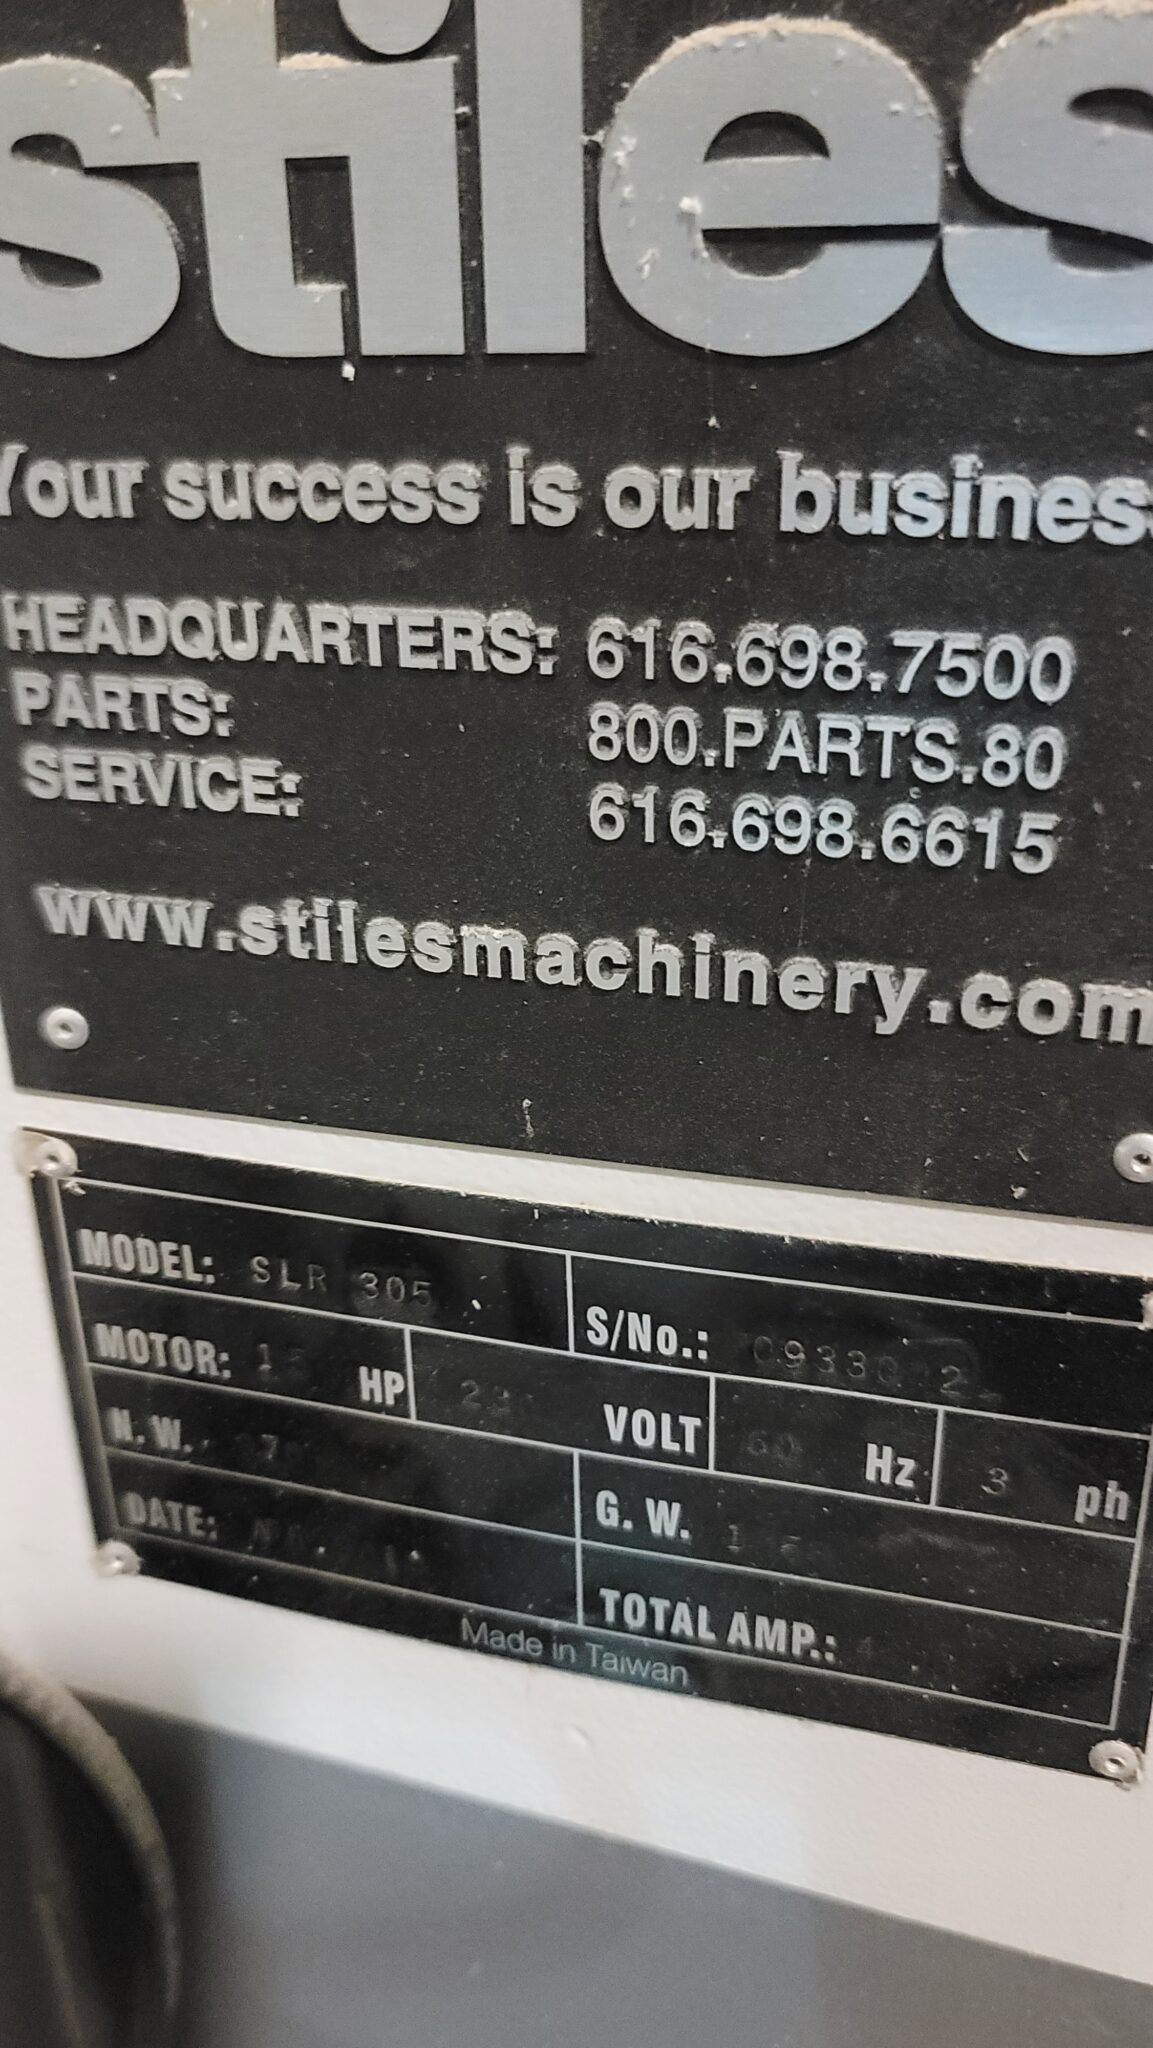 stiles
Your success is our busines
HEADQUARTERS: 616.698.7500
PARTS: 800.PARTS.80
SERVICE: 616.698.6615
www.stilesmachinery.com
MODEL: SLR 305 S/No.:
MOTOR: HP VOLT 60 Hz 3 ph
N.W. G.W.
DATE: TOTAL AMP.:
Made in Taiwan